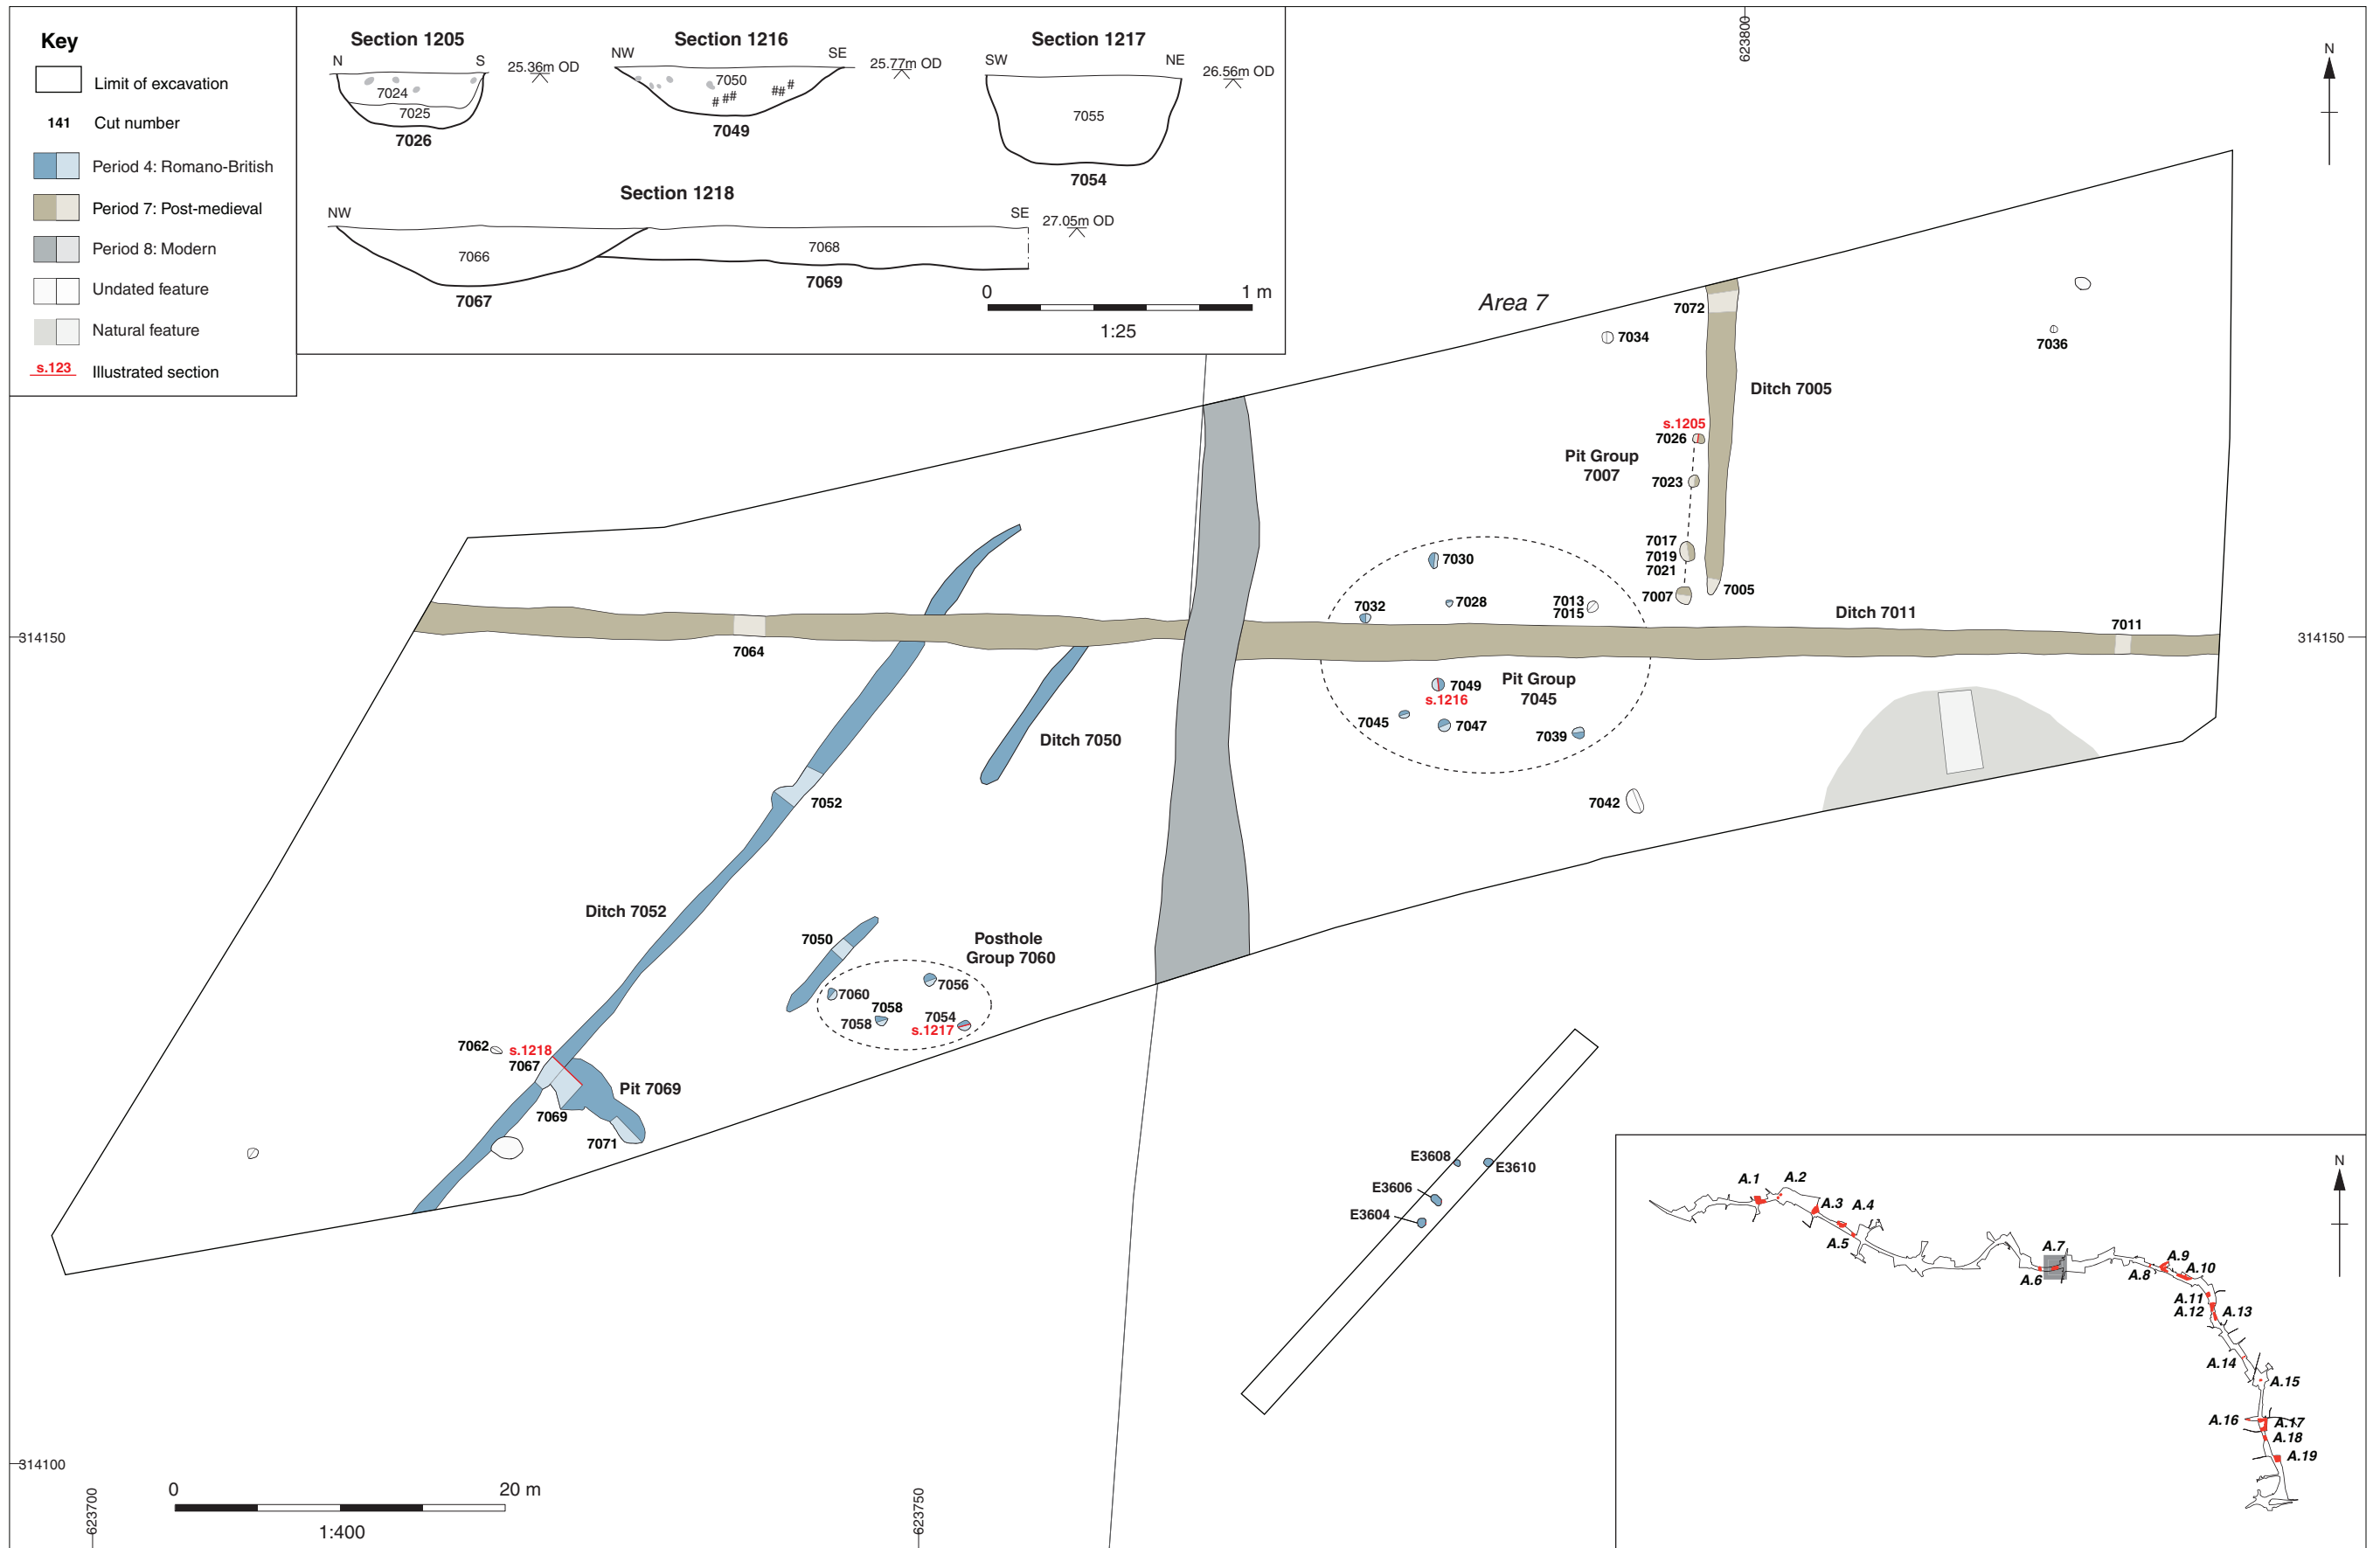 Key
Limit of excavation
141 Cut number
Period 4: Romano-British
Period 7: Post-medieval
Period 8: Modern
Undated feature
Natural feature
s.123 Illustrated section
Section 1205
N S
25.36m OD
7024
7025
7026
Section 1216
NW SE
25.77m OD
7050
# ## ## #
7049
Section 1217
SW NE
26.56m OD
7055
7054
Section 1218
NW SE
27.05m OD
7066
7068
7067
7069
0 1 m
1:25
623800
N
Area 7
7072
7034
7036
Ditch 7005
s.1205
7026
Pit Group
7007
7023
7017
7019
7021
7007
7005
7030
7028
7032
7013
7015
Ditch 7011
7011
314150
314150
7064
7049
s.1216
Pit Group
7045
7045
7047
7039
Ditch 7050
7052
7042
Ditch 7052
7050
Posthole
Group 7060
7056
7060
7058
7058
7054
s.1217
7062
s.1218
7067
Pit 7069
7069
7071
E3608
E3610
E3606
E3604
N
A.1
A.2
A.3
A.4
A.5
A.6
A.7
A.8
A.9
A.10
A.11
A.12
A.13
A.14
A.15
A.16
A.17
A.18
A.19
314100
0 20 m
1:400
623700
623750